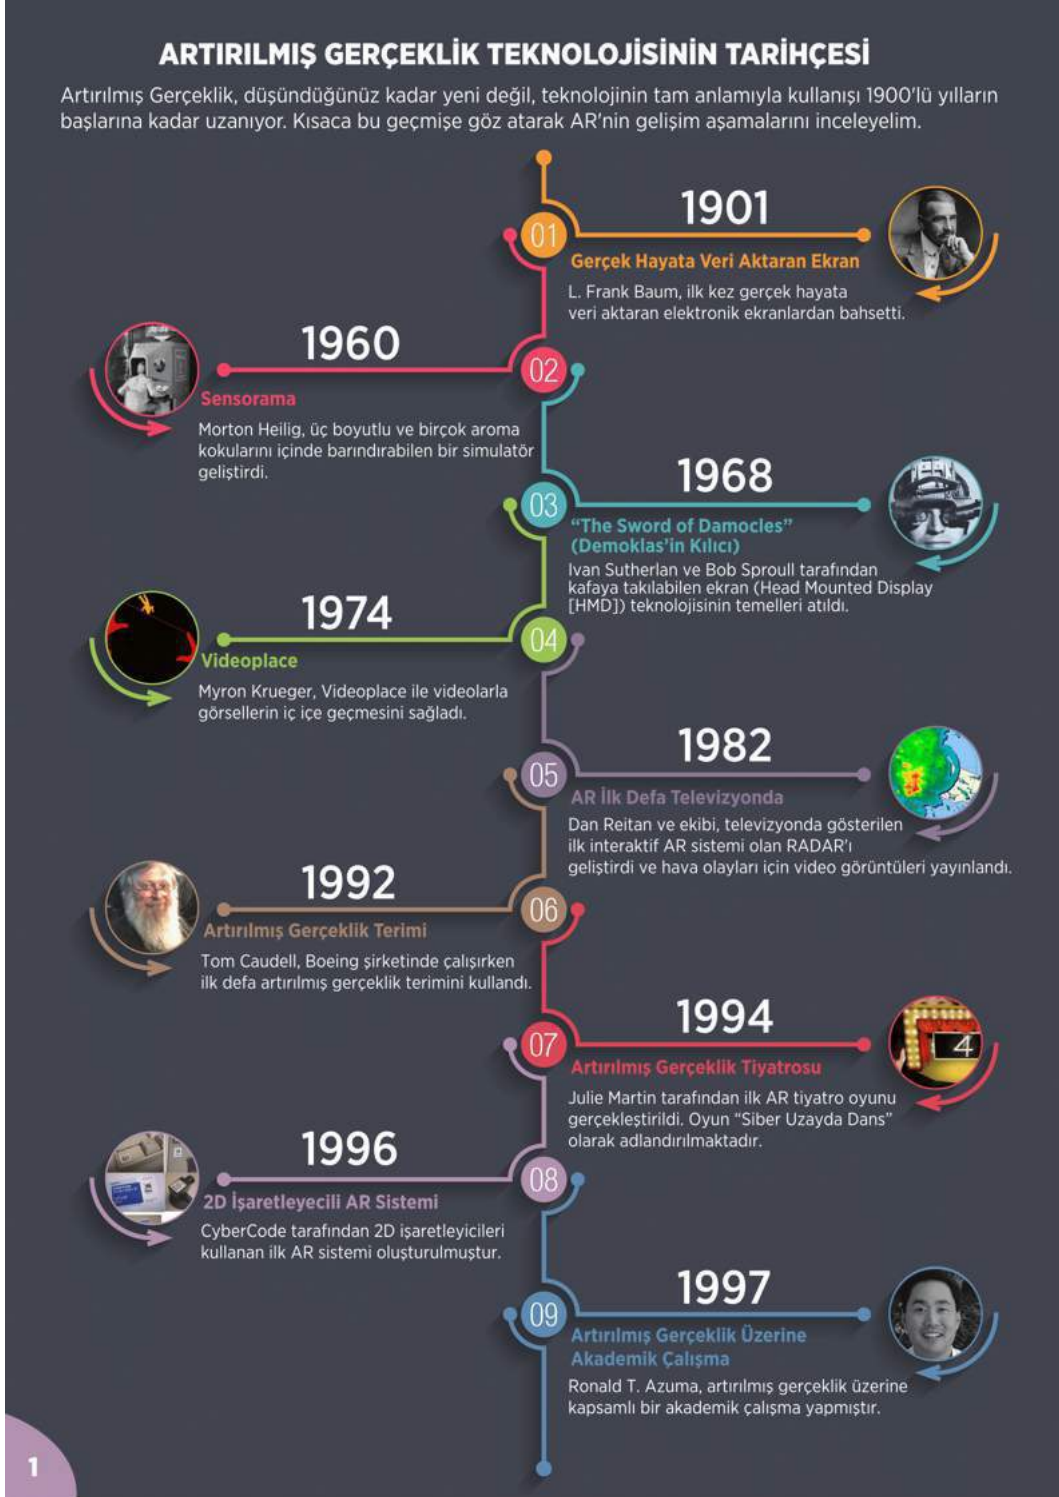 ARTIRILMIŞ GERÇEKLİK TEKNOLOJİSİNİN TARİHÇESİ
Artırılmış Gerçeklik, düşündüğünüz kadar yeni değil, teknolojinin tam anlamıyla kullanışı 1900'lü yılların
başlarına kadar uzanıyor. Kısaca bu geçmişe göz atarak AR'nin gelişim aşamalarını inceleyelim.
01
1901
Gerçek Hayata Veri Aktaran Ekran
L. Frank Baum, ilk kez gerçek hayata
veri aktaran elektronik ekranlardan bahsetti.
1960
02
Sensorama
Morton Heilig, üç boyutlu ve birçok aroma
kokularını içinde barındırabilen bir simulatör
geliştirdi.
03
1968
“The Sword of Damocles”
(Demoklas’in Kılıcı)
Ivan Sutherlan ve Bob Sproull tarafından
kafaya takılabilen ekran (Head Mounted Display
[HMD]) teknolojisinin temelleri atıldı.
1974
04
Videoplace
Myron Krueger, Videoplace ile videolarla
görsellerin iç içe geçmesini sağladı.
05
1982
AR İlk Defa Televizyonda
Dan Reitan ve ekibi, televizyonda gösterilen
ilk interaktif AR sistemi olan RADAR'ı
geliştirdi ve hava olayları için video görüntüleri yayınlandı.
1992
06
Artırılmış Gerçeklik Terimi
Tom Caudell, Boeing şirketinde çalışırken
ilk defa artırılmış gerçeklik terimini kullandı.
07
1994
4
Artırılmış Gerçeklik Tiyatrosu
Julie Martin tarafından ilk AR tiyatro oyunu
gerçekleştirildi. Oyun “Siber Uzayda Dans”
olarak adlandırılmaktadır.
1996
08
2D İşaretleyecili AR Sistemi
CyberCode tarafından 2D işaretleyicileri
kullanan ilk AR sistemi oluşturulmuştur.
09
1997
Artırılmış Gerçeklik Üzerine
Akademik Çalışma
Ronald T. Azuma, artırılmış gerçeklik üzerine
kapsamlı bir akademik çalışma yapmıştır.
1